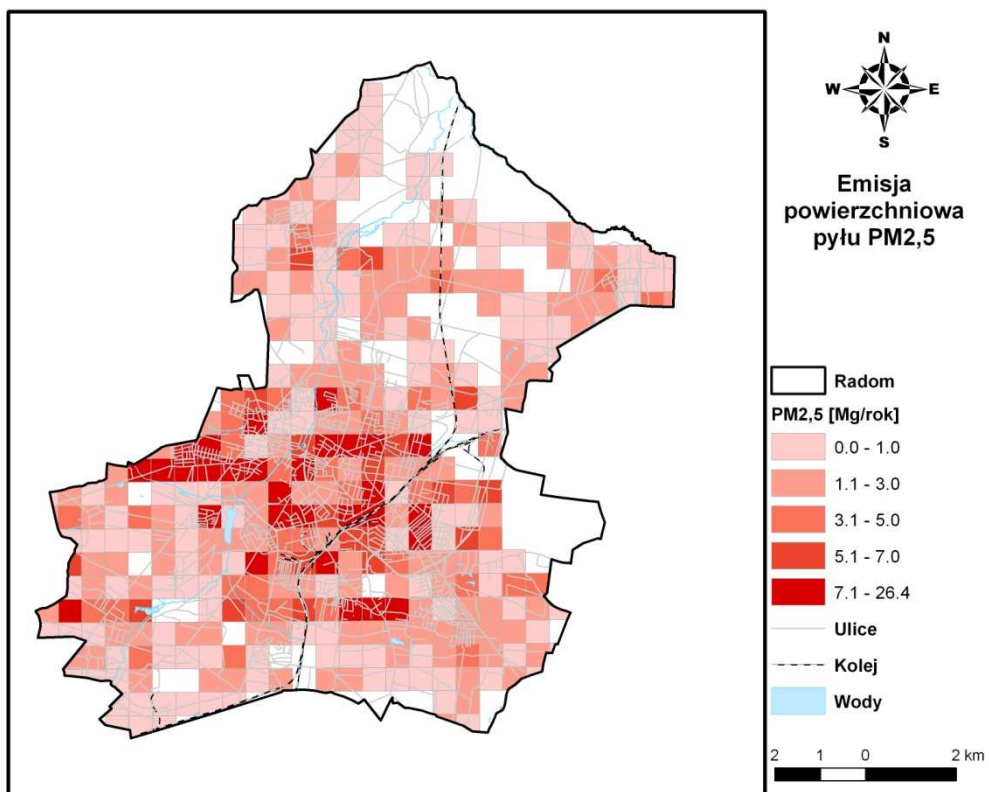 N
W E
S
Emisja
powierzchniowa
pyłu PM2,5
Radom
PM2,5 [Mg/rok]
0.0 - 1.0
1.1 - 3.0
3.1 - 5.0
5.1 - 7.0
7.1 - 26.4
Ulice
Kolej
Wody
2 1 0 2 km